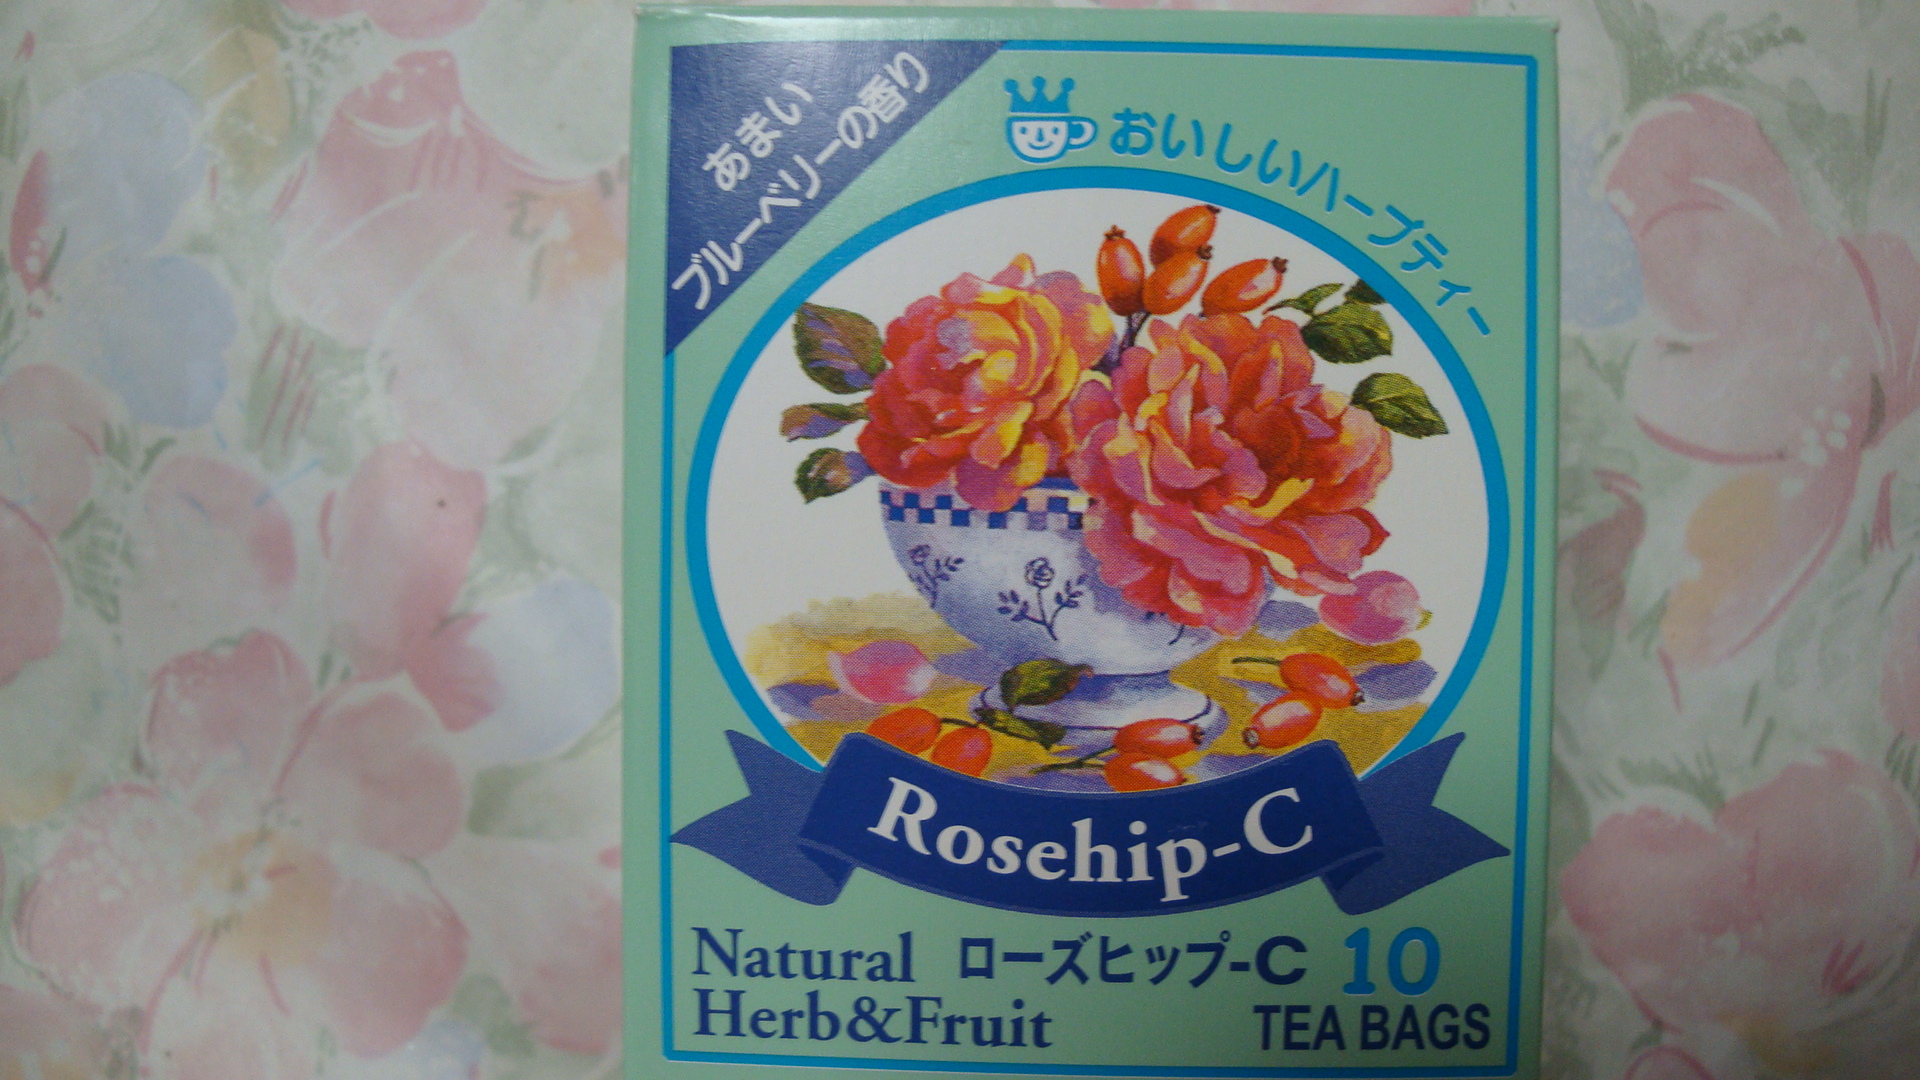 あまい
ブルーベリーの香り
おいしいハーブティー
Rosehip-C
Natural
Herb&Fruit
ローズヒップ-C
10
TEA BAGS